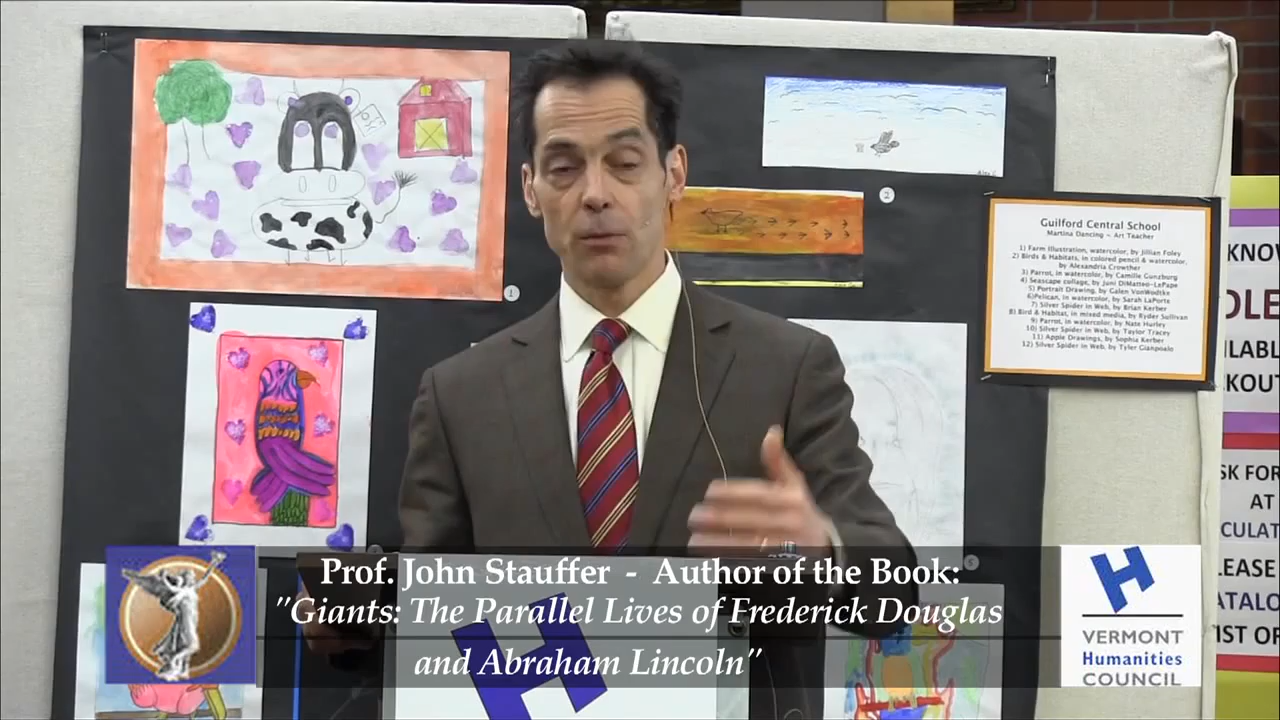 Guilford Central School
Martina Dancing ~ Art Teacher
1) Farm Illustration, watercolor, by Jillian Foley
2) Birds & Habitats, in colored pencil & watercolor,
by Alexandria Crowther
3) Parrot, in watercolor, by Camille Gunzburg
4) Seascape collage, by Juni DiMatteo-LePape
5) Portrait Drawing, by Galen VonWodtke
6)Pelican, in watercolor, by Sarah LaPorte
7) Silver Spider in Web, by Brian Kerber
8) Bird & Habitat, in mixed media, by Ryder Sullivan
9) Parrot, in watercolor, by Nate Hurley
10) Silver Spider in Web, by Taylor Tracey
11) Apple Drawings, by Sophia Kerber
12) Silver Spider in Web, by Tyler Gianpoalo
1
2
KNOW
DLE
ILABL
KOUT
SK FOR
AT
CULAT
LEASE
ATALO
IST OF
Prof. John Stauffer - Author of the Book:
"Giants: The Parallel Lives of Frederick Douglas
and Abraham Lincoln"
H
H
VERMONT
Humanities
COUNCIL